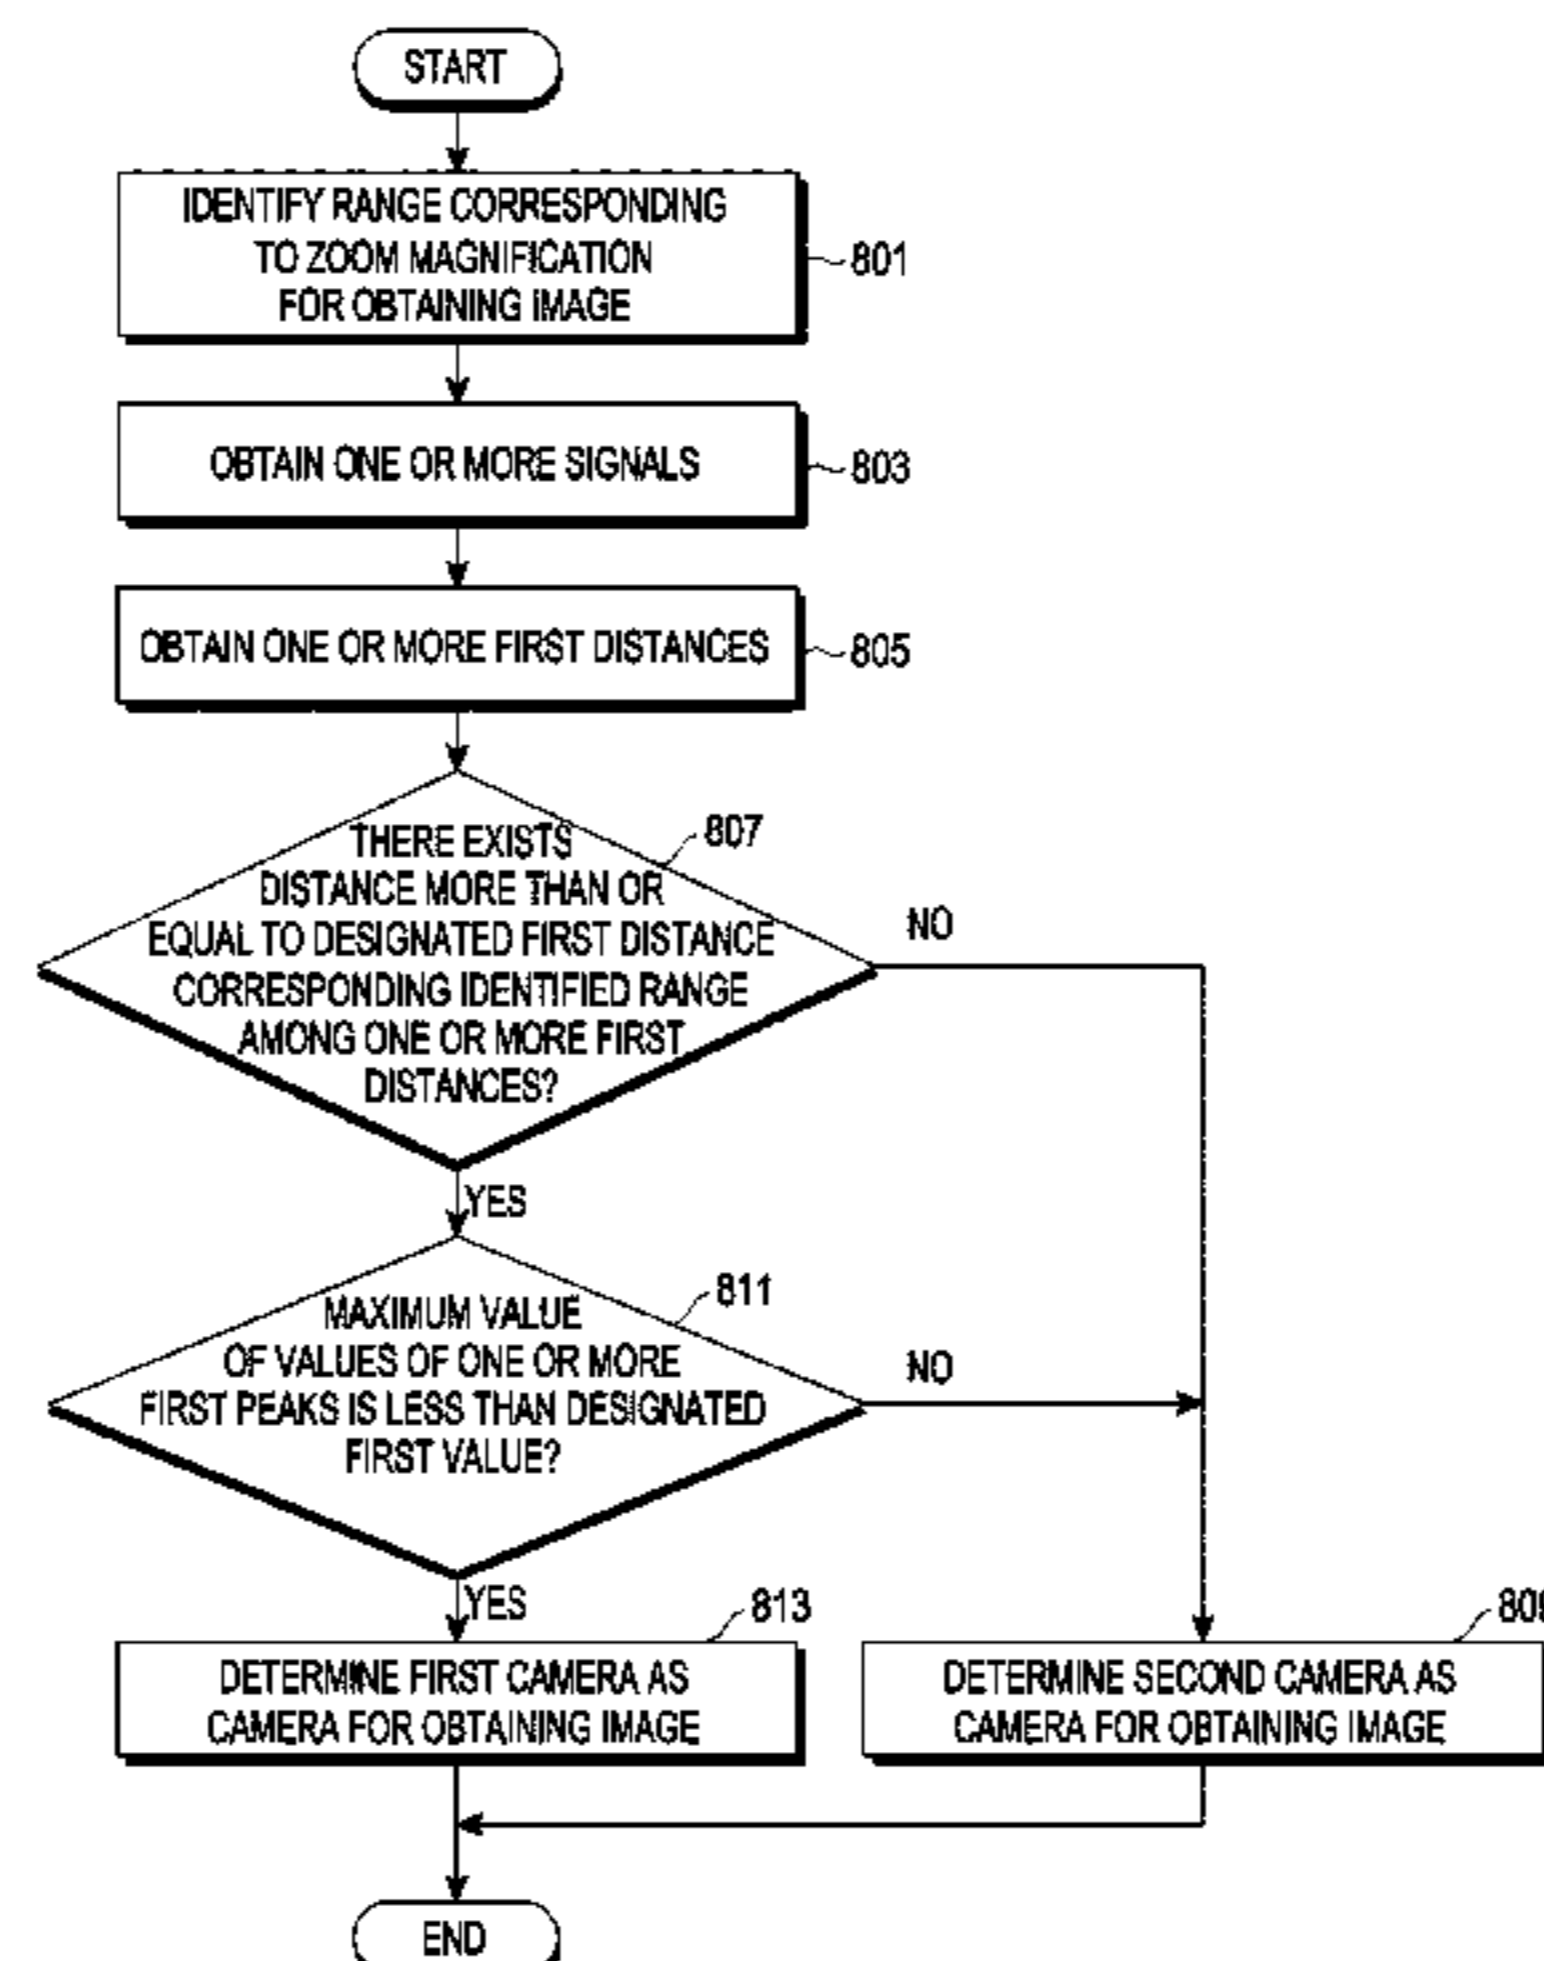 START
IDENTIFY RANGE CORRESPONDING
TO ZOOM MAGNIFICATION
FOR OBTAINING IMAGE
801
OBTAIN ONE OR MORE SIGNALS
803
OBTAIN ONE OR MORE FIRST DISTANCES
805
807
THERE EXISTS
DISTANCE MORE THAN OR
EQUAL TO DESIGNATED FIRST DISTANCE
CORRESPONDING IDENTIFIED RANGE
AMONG ONE OR MORE FIRST
DISTANCES?
NO
YES
811
MAXIMUM VALUE
OF VALUES OF ONE OR MORE
FIRST PEAKS IS LESS THAN DESIGNATED
FIRST VALUE?
NO
YES
813
DETERMINE FIRST CAMERA AS
CAMERA FOR OBTAINING IMAGE
DETERMINE SECOND CAMERA AS
CAMERA FOR OBTAINING IMAGE
END